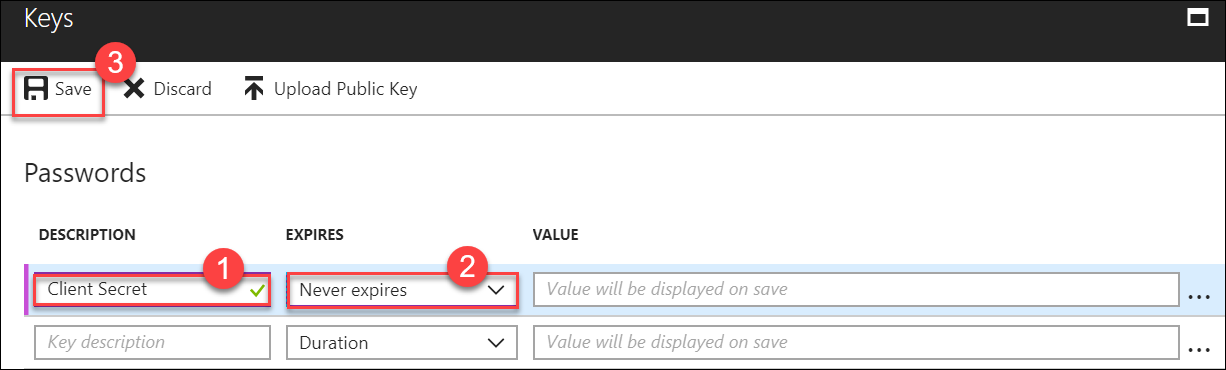 Keys
3
Save Discard Upload Public Key
Passwords
DESCRIPTION EXPIRES VALUE
1 2
Client Secret Never expires Value will be displayed on save ...
Key description Duration Value will be displayed on save ...